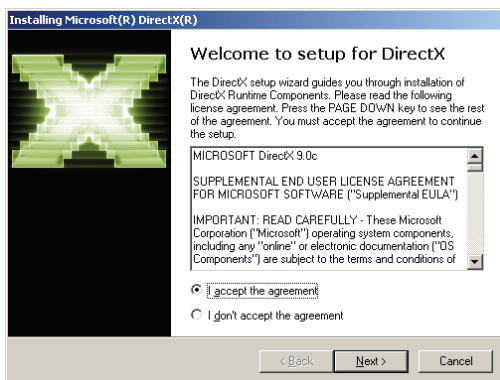 Installing Microsoft(R) DirectX(R)
Welcome to setup for DirectX
The DirectX setup wizard guides you through installation of
DirectX Runtime Components. Please read the following
license agreement. Press the PAGE DOWN key to see the rest
of the agreement. You must accept the agreement to continue
the setup.
MICROSOFT DirectX 9.0c
SUPPLEMENTAL END USER LICENSE AGREEMENT
FOR MICROSOFT SOFTWARE ("Supplemental EULA")
IMPORTANT: READ CAREFULLY - These Microsoft
Corporation ("Microsoft") operating system components,
including any "online" or electronic documentation ("OS
Components") are subject to the terms and conditions of
I accept the agreement
I don't accept the agreement
< Back Next > Cancel